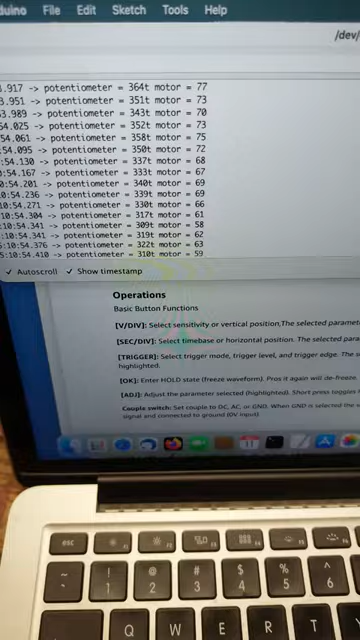 duino File Edit Sketch Tools Help
/dev/
3.917 -> potentiometer = 364t motor = 77
3.951 -> potentiometer = 351t motor = 73
53.989 -> potentiometer = 343t motor = 70
54.025 -> potentiometer = 352t motor = 73
54.061 -> potentiometer = 358t motor = 75
:54.095 -> potentiometer = 350t motor = 72
:54.130 -> potentiometer = 337t motor = 68
:54.167 -> potentiometer = 333t motor = 67
0:54.201 -> potentiometer = 340t motor = 69
0:54.236 -> potentiometer = 339t motor = 69
10:54.271 -> potentiometer = 330t motor = 66
10:54.304 -> potentiometer = 317t motor = 61
:10:54.341 -> potentiometer = 309t motor = 58
:10:54.341 -> potentiometer = 319t motor = 62
5:10:54.376 -> potentiometer = 322t motor = 63
5:10:54.410 -> potentiometer = 310t motor = 59
✓ Autoscroll ✓ Show timestamp
Operations
Basic Button Functions
[V/DIV]: Select sensitivity or vertical position,The selected paramet
[SEC/DIV]: Select timebase or horizontal position. The selected para
[TRIGGER]: Select trigger mode, trigger level, and trigger edge. The s
highlighted.
[OK]: Enter HOLD state (freeze waveform). Pros it again will de-freeze.
[ADJ]: Adjust the parameter selected (highlighted). Short press toggles
Couple switch: Set couple to DC, AC, or GND. When GND is selected the
signal and connected to ground (0V input)
esc F1 F2 F3 F4 F5 F6
~ ! @ # $ % ^
` 1 2 3 4 5 6
Q W E R T